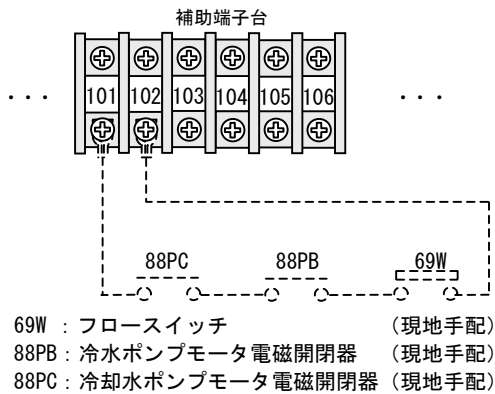 補助端子台
・・・ 101 102 103 104 105 106 ・・・
88PC 88PB 69W
69W : フロースイッチ (現地手配)
88PB : 冷水ポンプモータ電磁開閉器 (現地手配)
88PC : 冷却水ポンプモータ電磁開閉器 (現地手配)